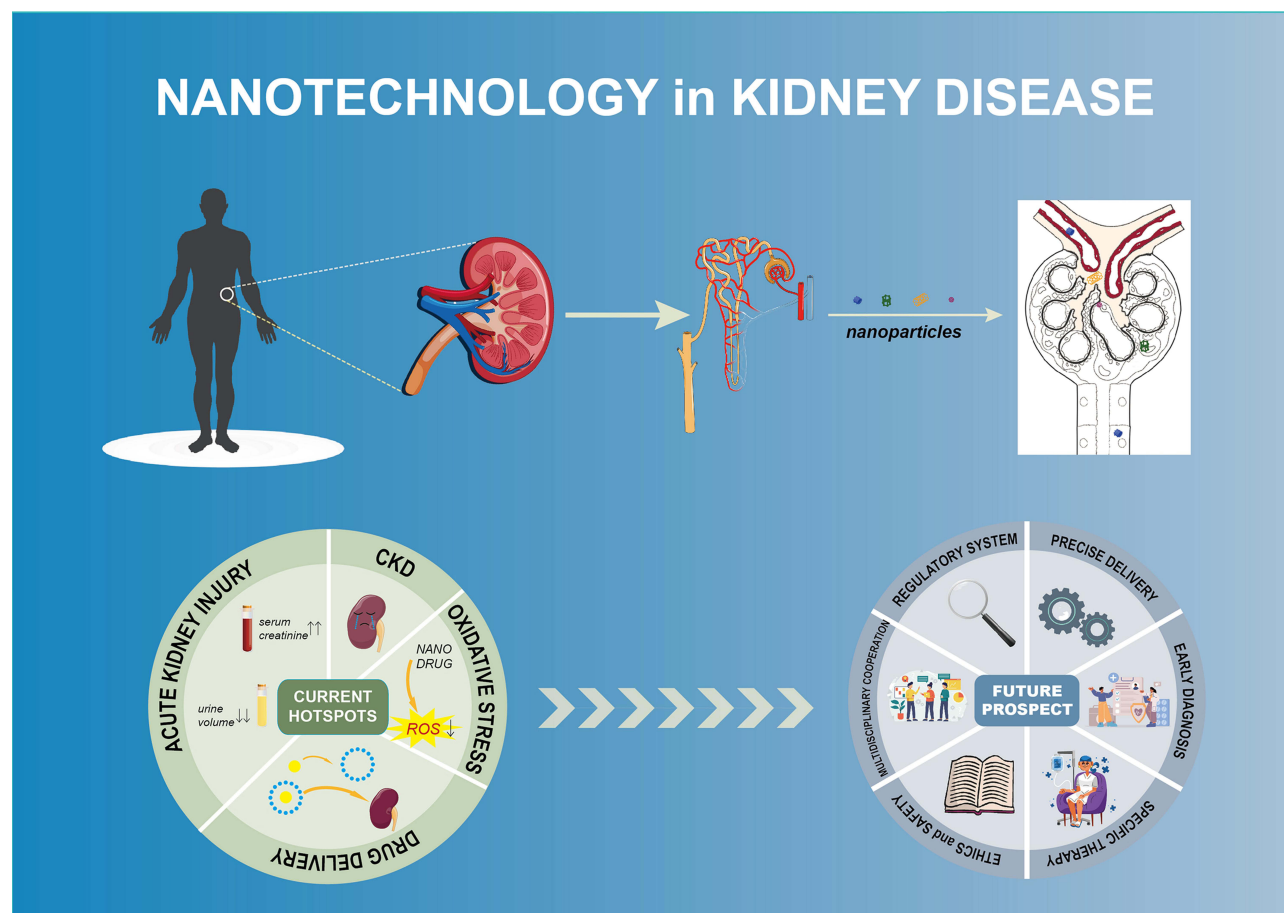 NANOTECHNOLOGY in KIDNEY DISEASE
nanoparticles
ACUTE KIDNEY INJURY
serum
creatinine↑↑
urine
volume↓↓
CKD
OXIDATIVE STRESS
NANO
DRUG
ROS↓
DRUG DELIVERY
CURRENT
HOTSPOTS
REGULATORY SYSTEM
PRECISE DELIVERY
EARLY DIAGNOSIS
SPECIFIC THERAPY
ETHICS and SAFETY
MULTIDISCIPLINARY COOPERATION
FUTURE
PROSPECT